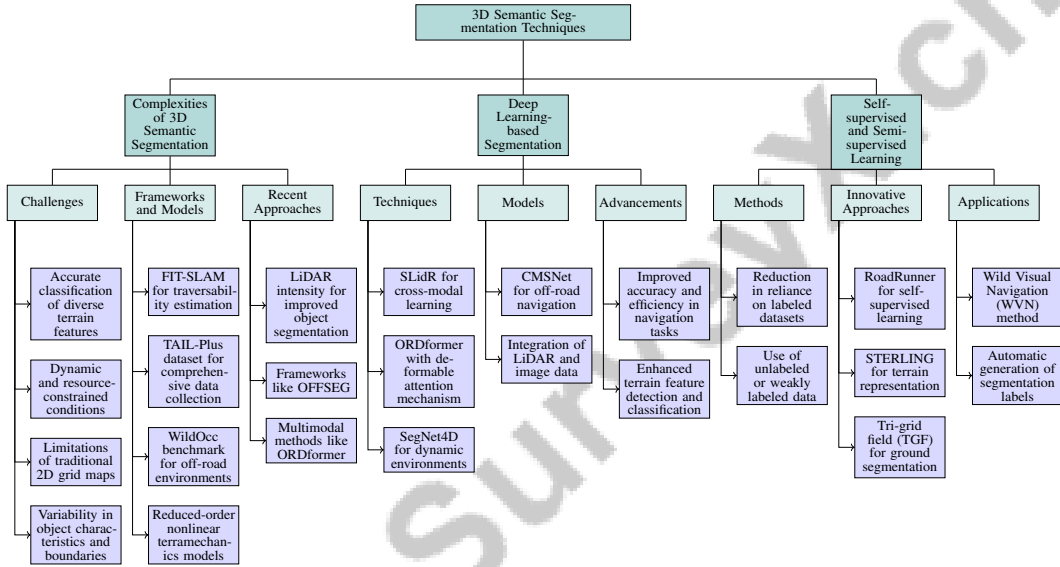 3D Semantic Seg-
mentation Techniques
Complexities
of 3D
Semantic
Segmentation
Deep
Learning-
based
Segmentation
Self-
supervised
and Semi-
supervised
Learning
Challenges
Frameworks
and Models
Recent
Approaches
Techniques
Models
Advancements
Methods
Innovative
Approaches
Applications
Accurate
classification
of diverse
terrain
features
Dynamic
and resource-
constrained
conditions
Limitations
of traditional
2D grid maps
Variability in
object charac-
teristics and
boundaries
FIT-SLAM
for traversabil-
ity estimation
TAIL-Plus
dataset for
comprehen-
sive data
collection
WildOcc
benchmark
for off-road
environments
Reduced-order
nonlinear
terramechan-
ics models
LiDAR
intensity for
improved
object
segmentation
Frameworks
like OFFSEG
Multimodal
methods like
ORDformer
SLidR for
cross-modal
learning
ORDformer
with de-
formable
attention
mechanism
SegNet4D
for dynamic
environments
CMSNet
for off-road
navigation
Integration of
LiDAR and
image data
Improved
accuracy and
efficiency in
navigation
tasks
Enhanced
terrain feature
detection and
classification
Reduction
in reliance
on labeled
datasets
Use of
unlabeled
or weakly
labeled data
RoadRunner
for self-
supervised
learning
STERLING
for terrain
representation
Tri-grid
field (TGF)
for ground
segmentation
Wild Visual
Navigation
(WVN)
method
Automatic
generation of
segmentation
labels